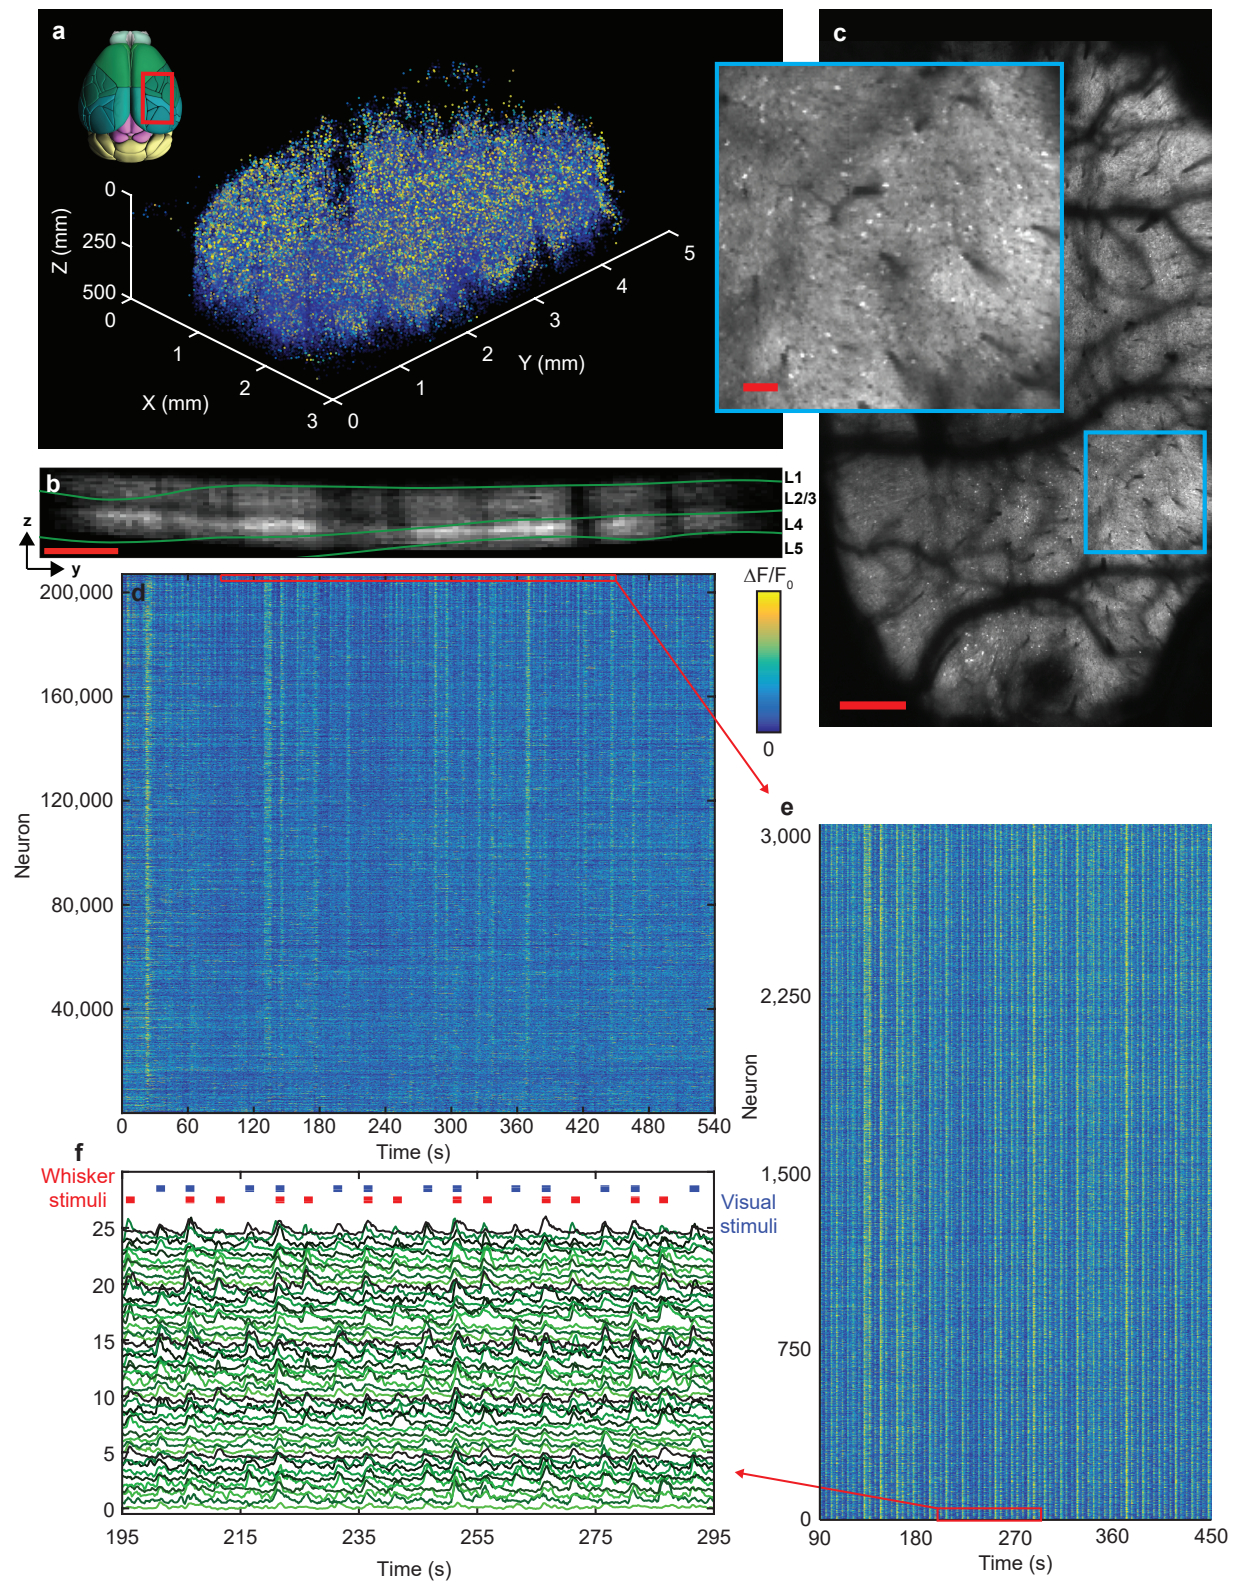 a
0
250
500
Z (mm)
0
1
2
3
X (mm)
0
1
2
3
4
5
Y (mm)
c
b
L1
L2/3
L4
L5
z
y
d
200,000
160,000
120,000
80,000
40,000
Neuron
0
60
120
180
240
300
360
420
480
540
Time (s)
ΔF/F0
0
e
3,000
2,250
1,500
750
0
Neuron
90
180
270
360
450
Time (s)
f
Whisker
stimuli
Visual
stimuli
25
20
15
10
5
0
195
215
235
255
275
295
Time (s)